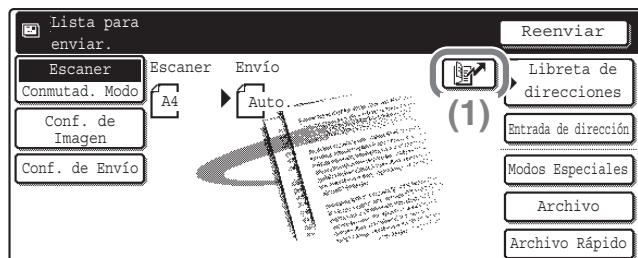 Lista para
enviar.
Reenviar
Escaner
Conmutad. Modo
Escaner
Envío
A4
Auto.
(1)
Libreta de
direcciones
Conf. de
Imagen
Entrada de dirección
Conf. de Envío
Modos Especiales
Archivo
Archivo Rápido